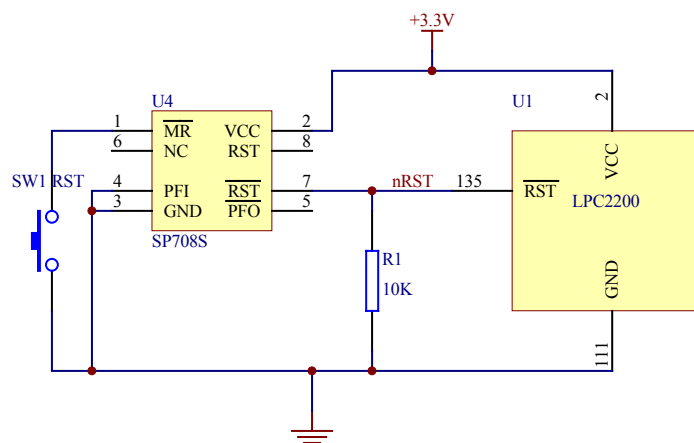 +3.3V
U4
U1
1 MR VCC 2
6 NC RST 8
2
VCC
SW1 RST
4 PFI RST 7
nRST
135 RST
LPC2200
3 GND PFO 5
SP708S
R1
10K
GND
111